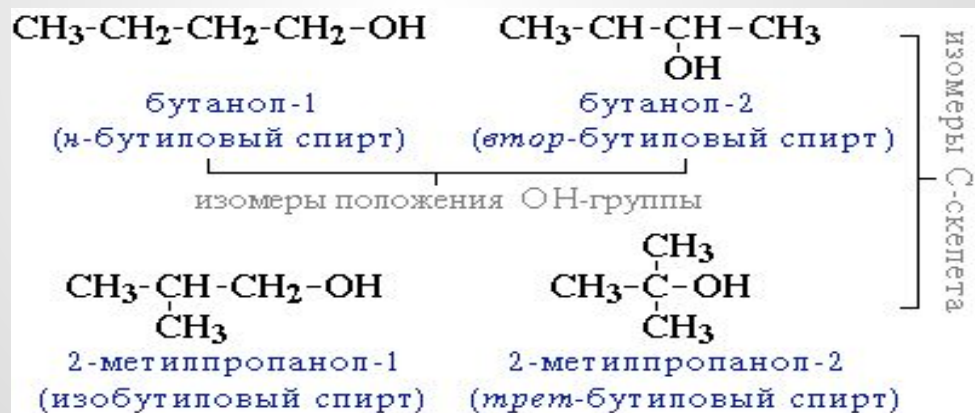 CH₃-CH₂-CH₂-CH₂-OH
CH₃-CH-CH-CH₃
OH
бутанол-1
(н-бутиловый спирт)
бутанол-2
(втор-бутиловый спирт)
изомеры положения OH-группы
CH₃-CH-CH₂-OH
CH₃
2-метилпропанол-1
(изобутиловый спирт)
CH₃
CH₃-C-OH
CH₃
2-метилпропанол-2
(трет-бутиловый спирт)
изомеры C-скелета